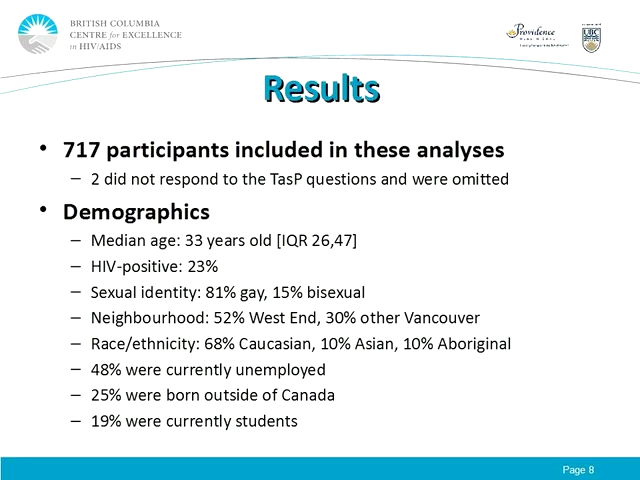 BRITISH COLUMBIA
CENTRE for EXCELLENCE
in HIV/AIDS
Providence
UBC
Results
• 717 participants included in these analyses
– 2 did not respond to the TasP questions and were omitted
• Demographics
– Median age: 33 years old [IQR 26,47]
– HIV-positive: 23%
– Sexual identity: 81% gay, 15% bisexual
– Neighbourhood: 52% West End, 30% other Vancouver
– Race/ethnicity: 68% Caucasian, 10% Asian, 10% Aboriginal
– 48% were currently unemployed
– 25% were born outside of Canada
– 19% were currently students
Page 8